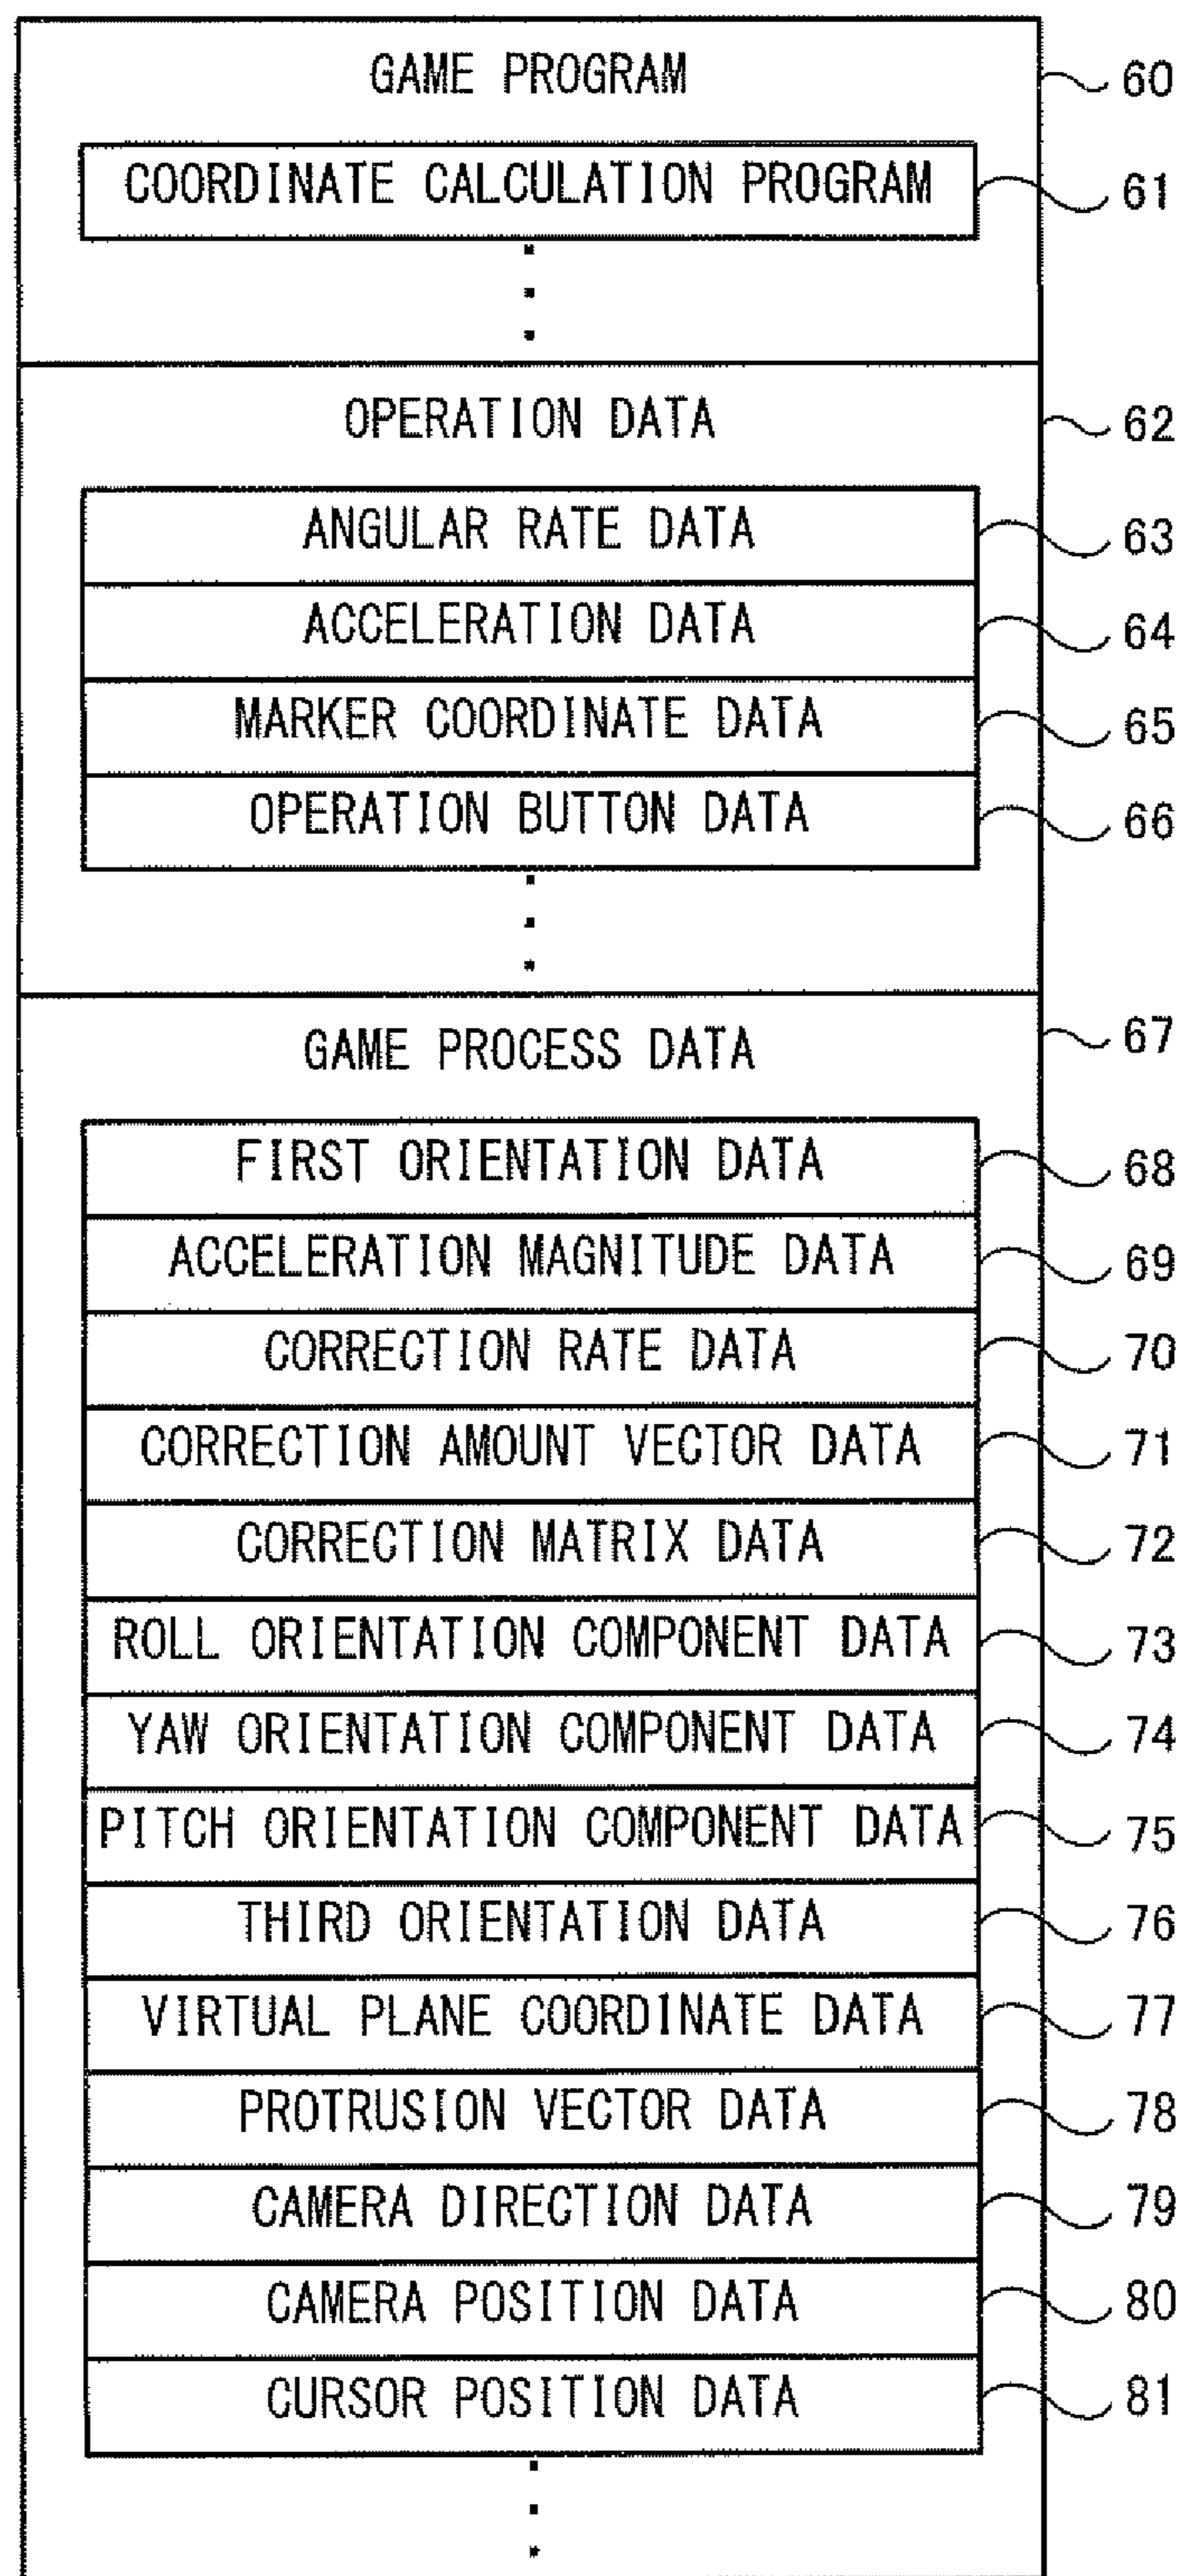 GAME PROGRAM 60
COORDINATE CALCULATION PROGRAM 61
OPERATION DATA 62
ANGULAR RATE DATA 63
ACCELERATION DATA 64
MARKER COORDINATE DATA 65
OPERATION BUTTON DATA 66
GAME PROCESS DATA 67
FIRST ORIENTATION DATA 68
ACCELERATION MAGNITUDE DATA 69
CORRECTION RATE DATA 70
CORRECTION AMOUNT VECTOR DATA 71
CORRECTION MATRIX DATA 72
ROLL ORIENTATION COMPONENT DATA 73
YAW ORIENTATION COMPONENT DATA 74
PITCH ORIENTATION COMPONENT DATA 75
THIRD ORIENTATION DATA 76
VIRTUAL PLANE COORDINATE DATA 77
PROTRUSION VECTOR DATA 78
CAMERA DIRECTION DATA 79
CAMERA POSITION DATA 80
CURSOR POSITION DATA 81